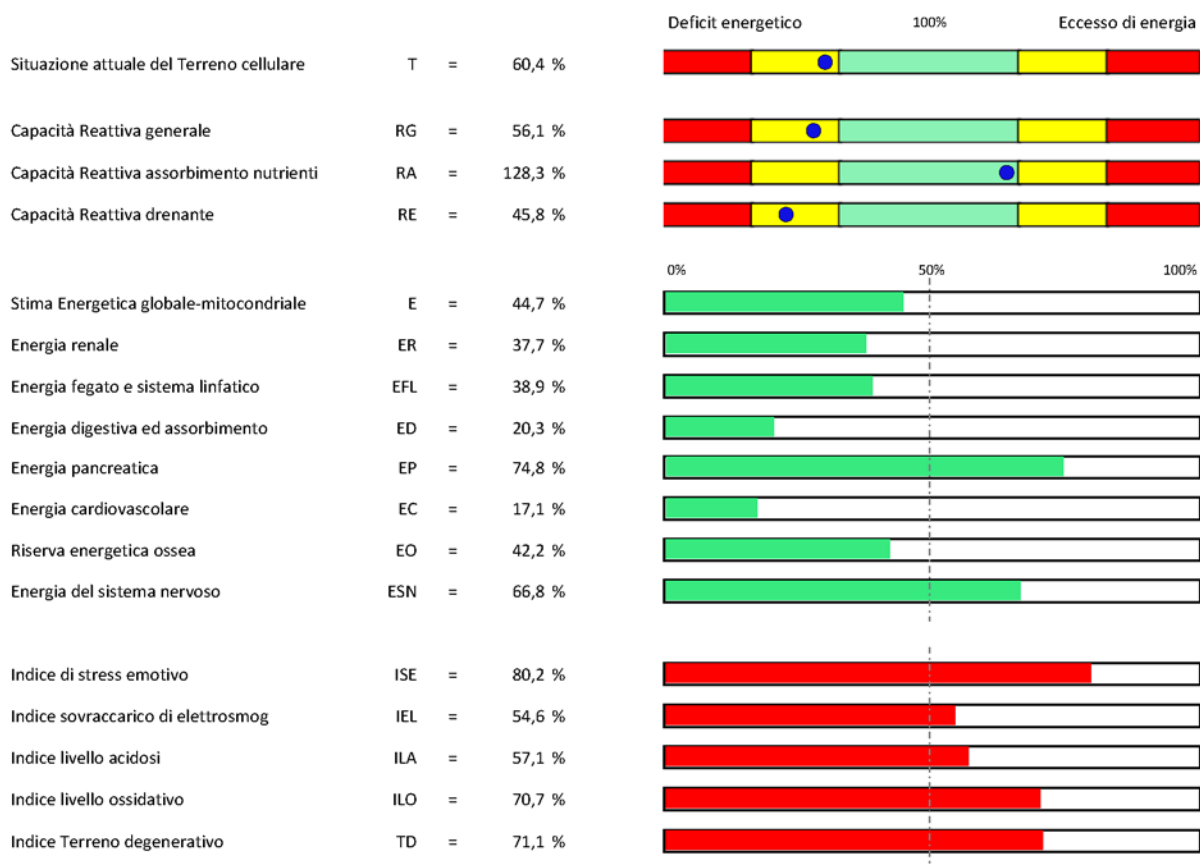 Deficit energetico 100% Eccesso di energia
Situazione attuale del Terreno cellulare T = 60,4 %
Capacità Reattiva generale RG = 56,1 %
Capacità Reattiva assorbimento nutrienti RA = 128,3 %
Capacità Reattiva drenante RE = 45,8 %
0% 50% 100%
Stima Energetica globale-mitocondriale E = 44,7 %
Energia renale ER = 37,7 %
Energia fegato e sistema linfatico EFL = 38,9 %
Energia digestiva ed assorbimento ED = 20,3 %
Energia pancreatica EP = 74,8 %
Energia cardiovascolare EC = 17,1 %
Riserva energetica ossea EO = 42,2 %
Energia del sistema nervoso ESN = 66,8 %
Indice di stress emotivo ISE = 80,2 %
Indice sovraccarico di elettrosmog IEL = 54,6 %
Indice livello acidosi ILA = 57,1 %
Indice livello ossidativo ILO = 70,7 %
Indice Terreno degenerativo TD = 71,1 %